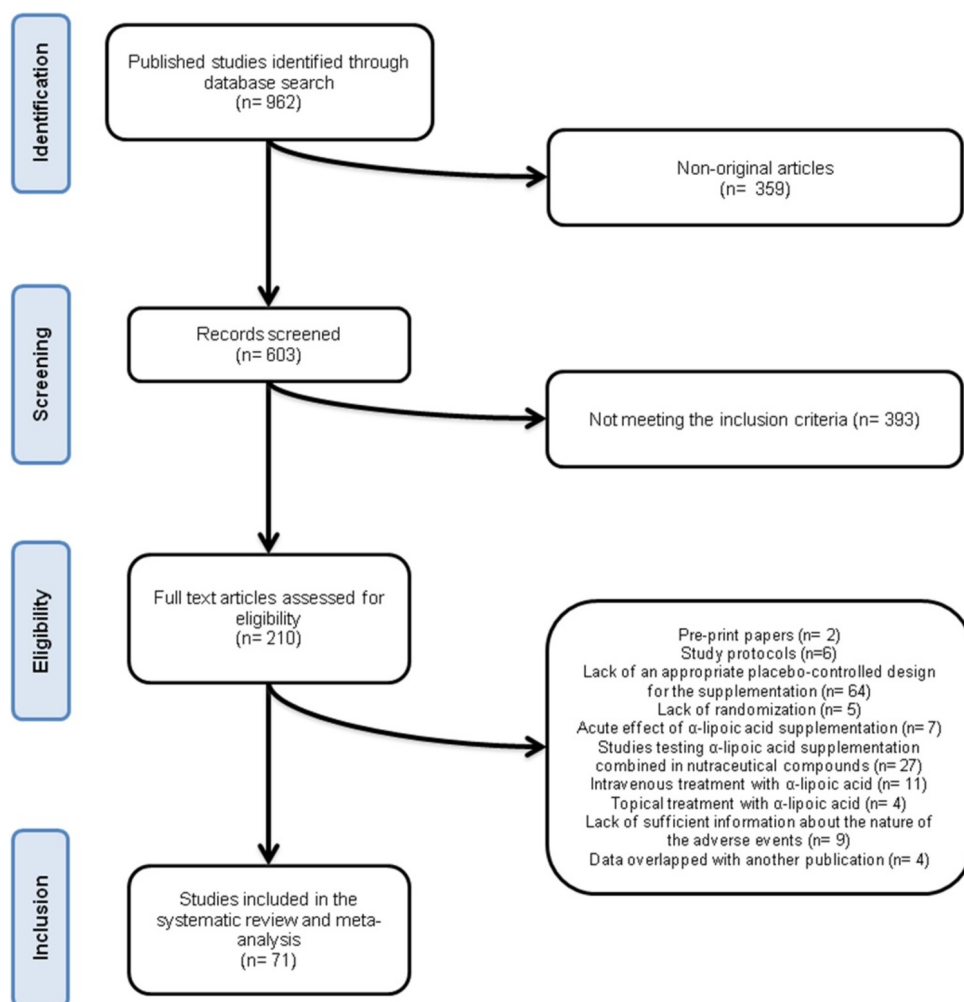 Identification
Published studies identified through
database search
(n= 962)
Non-original articles
(n=  359)
Screening
Records screened
(n= 603)
Not meeting the inclusion criteria (n= 393)
Eligibility
Full text articles assessed for
eligibility
(n= 210)
Pre-print papers (n= 2)
Study protocols (n=6)
Lack of an appropriate placebo-controlled design
for the supplementation (n= 64)
Lack of randomization (n= 5)
Acute effect of α-lipoic acid supplementation (n= 7)
Studies testing α-lipoic acid supplementation
combined in nutraceutical compounds (n= 27)
Intravenous treatment with α-lipoic acid (n= 11)
Topical treatment with α-lipoic acid (n= 4)
Lack of sufficient information about the nature of
the adverse events (n= 9)
Data overlapped with another publication (n= 4)
Inclusion
Studies included in the
systematic review and meta-
analysis
(n= 71)